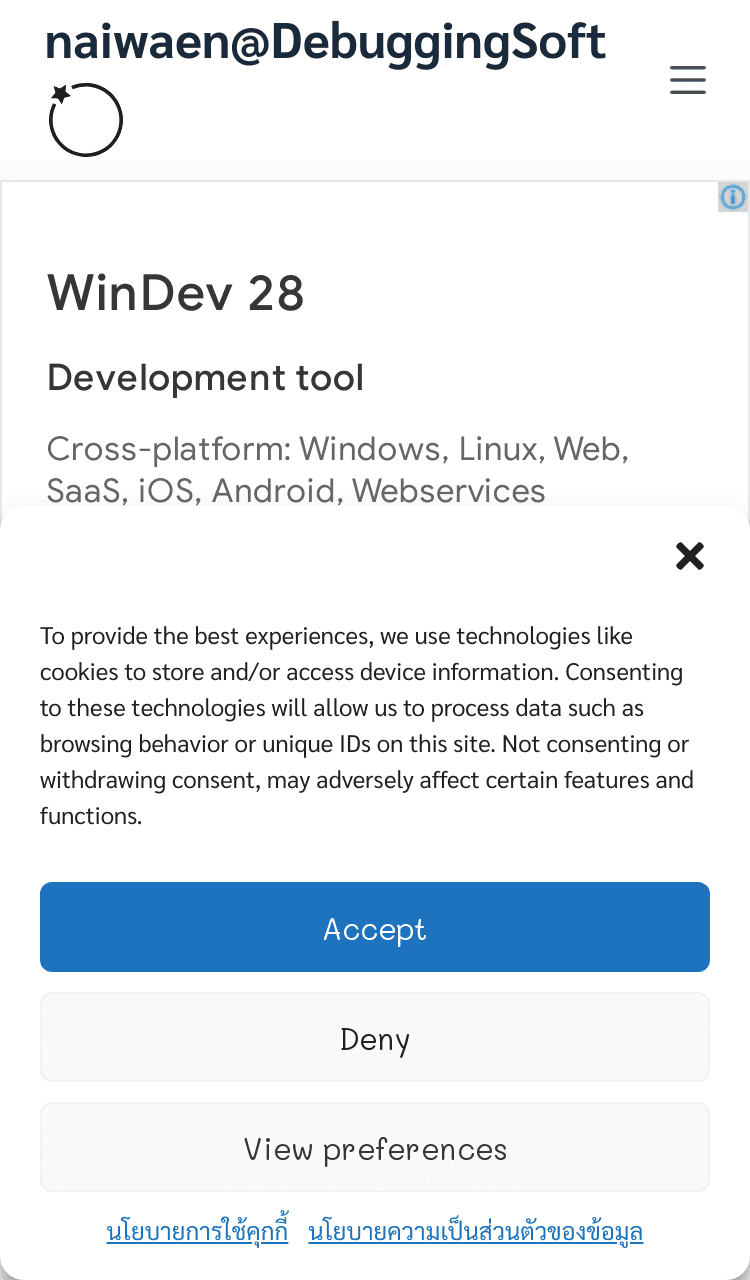 naiwaen@DebuggingSoft
WinDev 28
Development tool
Cross-platform: Windows, Linux, Web,
SaaS, iOS, Android, Webservices
To provide the best experiences, we use technologies like
cookies to store and/or access device information. Consenting
to these technologies will allow us to process data such as
browsing behavior or unique IDs on this site. Not consenting or
withdrawing consent, may adversely affect certain features and
functions.
Accept
Deny
View preferences
นโยบายการใช้คุกกี้ นโยบายความเป็นส่วนตัวของข้อมูล